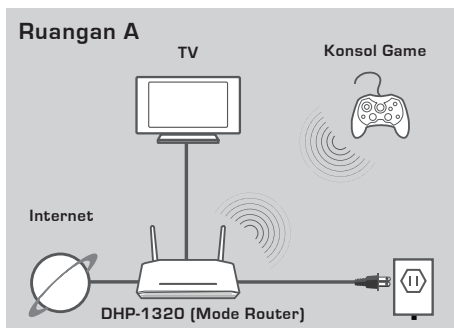 Ruangan A
TV
Konsol Game
Internet
DHP-1320 (Mode Router)